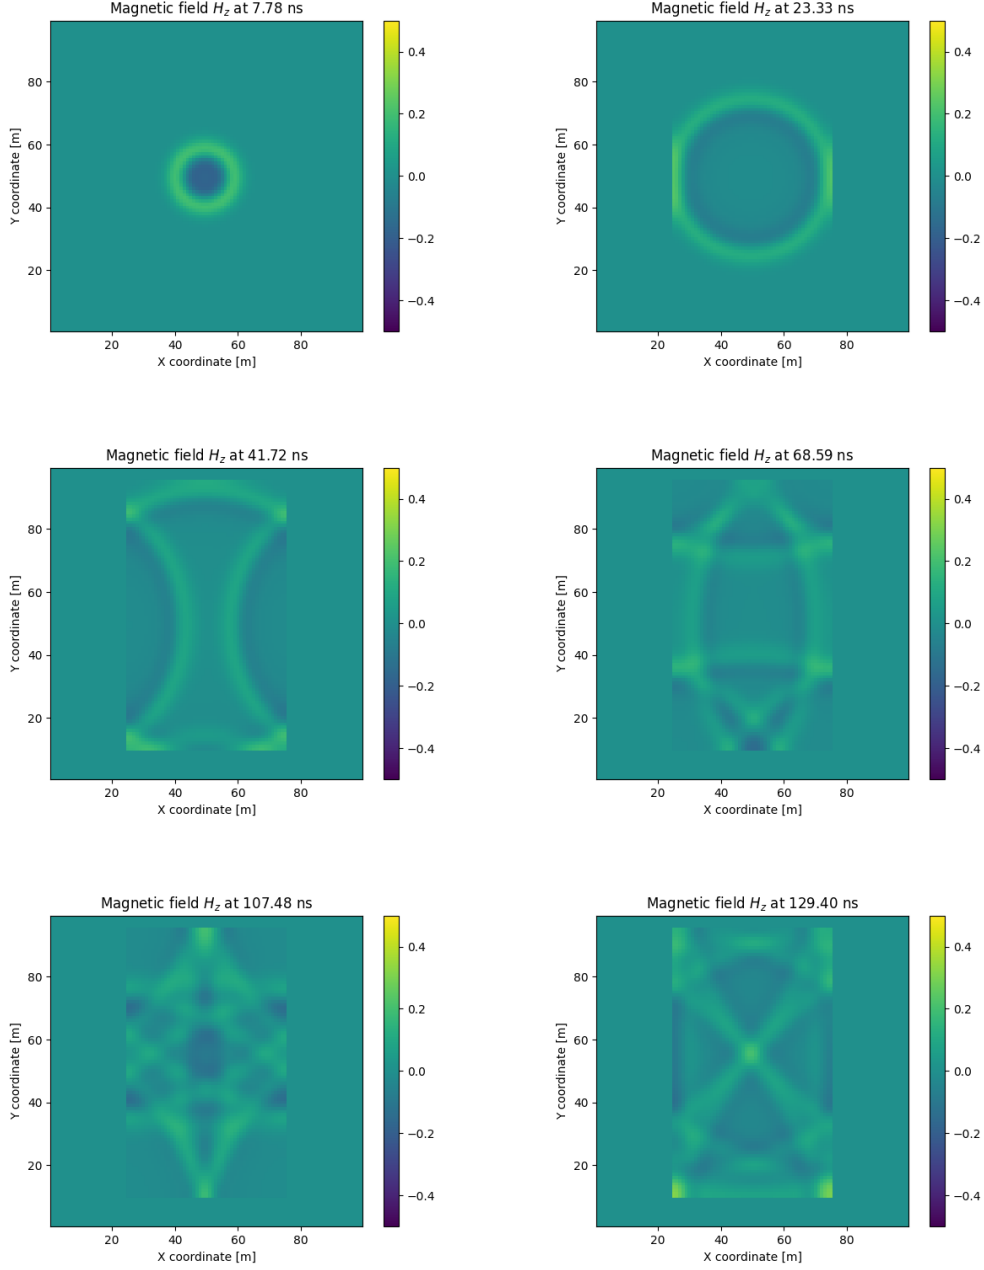 Magnetic field H_z at 7.78 ns
Y coordinate [m]
80
60
40
20
20 40 60 80
X coordinate [m]
0.4
0.2
0.0
−0.2
−0.4
Magnetic field H_z at 23.33 ns
Y coordinate [m]
80
60
40
20
20 40 60 80
X coordinate [m]
0.4
0.2
0.0
−0.2
−0.4
Magnetic field H_z at 41.72 ns
Y coordinate [m]
80
60
40
20
20 40 60 80
X coordinate [m]
0.4
0.2
0.0
−0.2
−0.4
Magnetic field H_z at 68.59 ns
Y coordinate [m]
80
60
40
20
20 40 60 80
X coordinate [m]
0.4
0.2
0.0
−0.2
−0.4
Magnetic field H_z at 107.48 ns
Y coordinate [m]
80
60
40
20
20 40 60 80
X coordinate [m]
0.4
0.2
0.0
−0.2
−0.4
Magnetic field H_z at 129.40 ns
Y coordinate [m]
80
60
40
20
20 40 60 80
X coordinate [m]
0.4
0.2
0.0
−0.2
−0.4